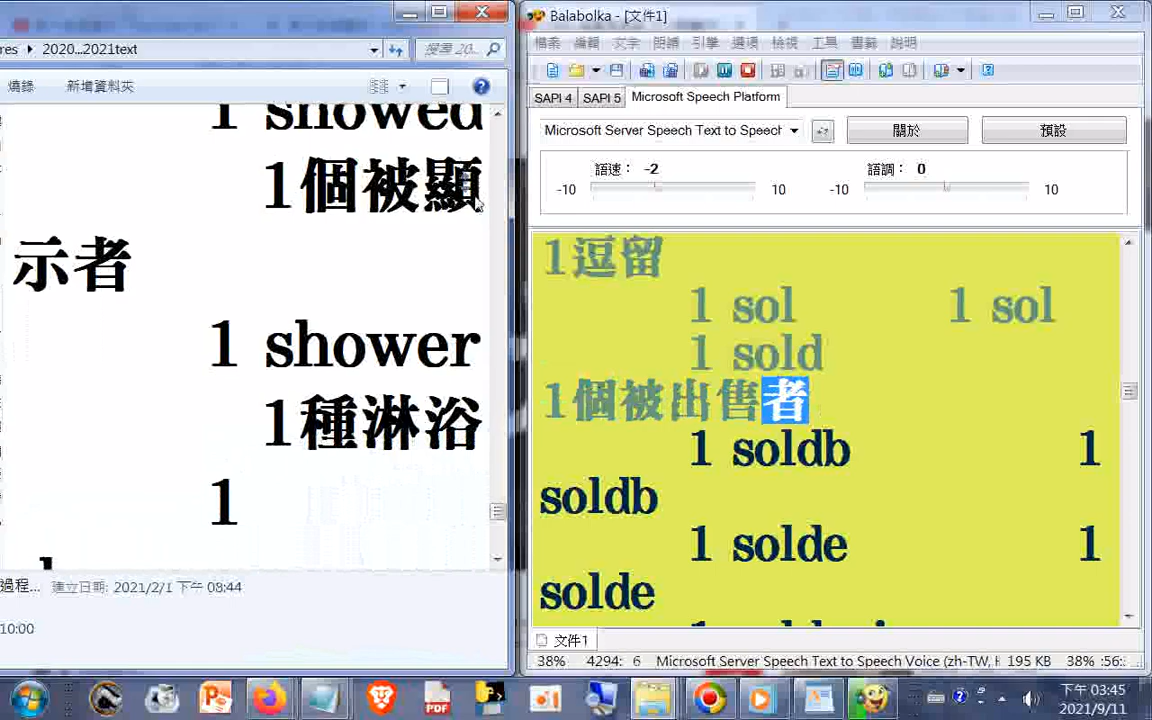 res ▸ 2020...2021text
搜尋 20...
燒錄 新增資料夾
1 showed
1個被顯
示者
1 shower
1種淋浴
1
過程... 建立日期: 2021/2/1 下午 08:44
10:00
Balabolka - [文件1]
檔案 編輯 文字 朗誦 引擎 選項 檢視 工具 書籤 說明
SAPI 4 SAPI 5 Microsoft Speech Platform
Microsoft Server Speech Text to Speech
關於 預設
語速： -2 語調： 0
-10 10 -10 10
1逗留
1 sol 1 sol
1 sold
1個被出售者
1 soldb 1
soldb
1 solde 1
solde
文件1
38% 4294: 6 Microsoft Server Speech Text to Speech Voice (zh-TW, 195 KB 38% :56:
PDF
下午 03:45
2021/9/11